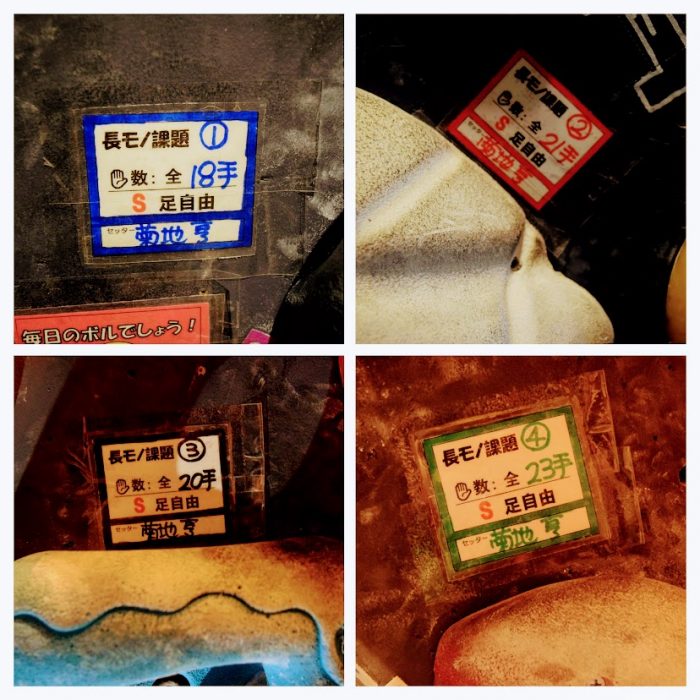 長モノ課題 ①
数: 全 18手
S 足自由
セッター 菊地 亨
毎日のボルでしょう!
長モノ課題 ②
数: 全 21手
S 足自由
セッター 菊地 亨
長モノ課題 ③
数: 全 20手
S 足自由
セッター 菊地 亨
長モノ課題 ④
数: 全 23手
S 足自由
セッター 菊地 亨